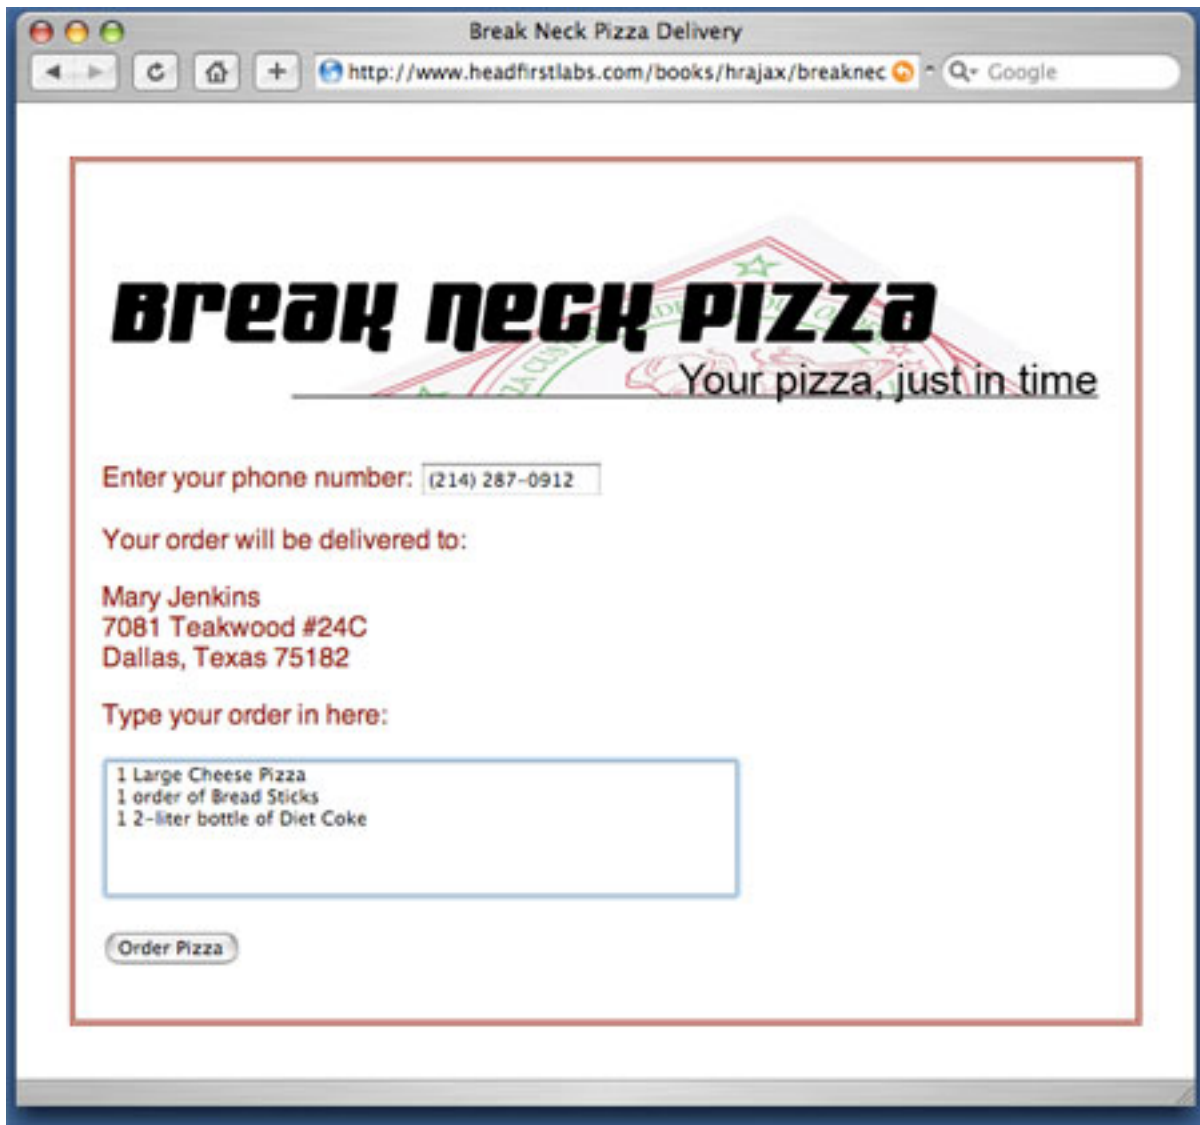 Break Neck Pizza Delivery
http://www.headfirstlabs.com/books/hrajax/breaknec
Google
Break Neck Pizza
Your pizza, just in time
Enter your phone number: (214) 287-0912
Your order will be delivered to:
Mary Jenkins
7081 Teakwood #24C
Dallas, Texas 75182
Type your order in here:
1 Large Cheese Pizza
1 order of Bread Sticks
1 2-liter bottle of Diet Coke
Order Pizza